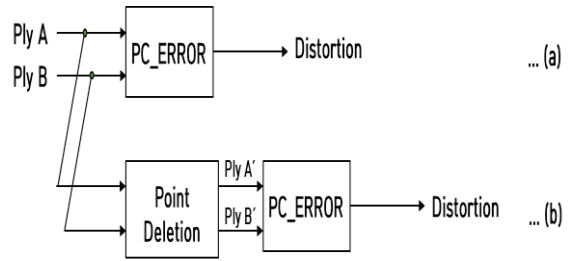 Ply A
Ply B
PC_ERROR
Distortion
... (a)
Point
Deletion
Ply A'
Ply B'
PC_ERROR
Distortion
... (b)